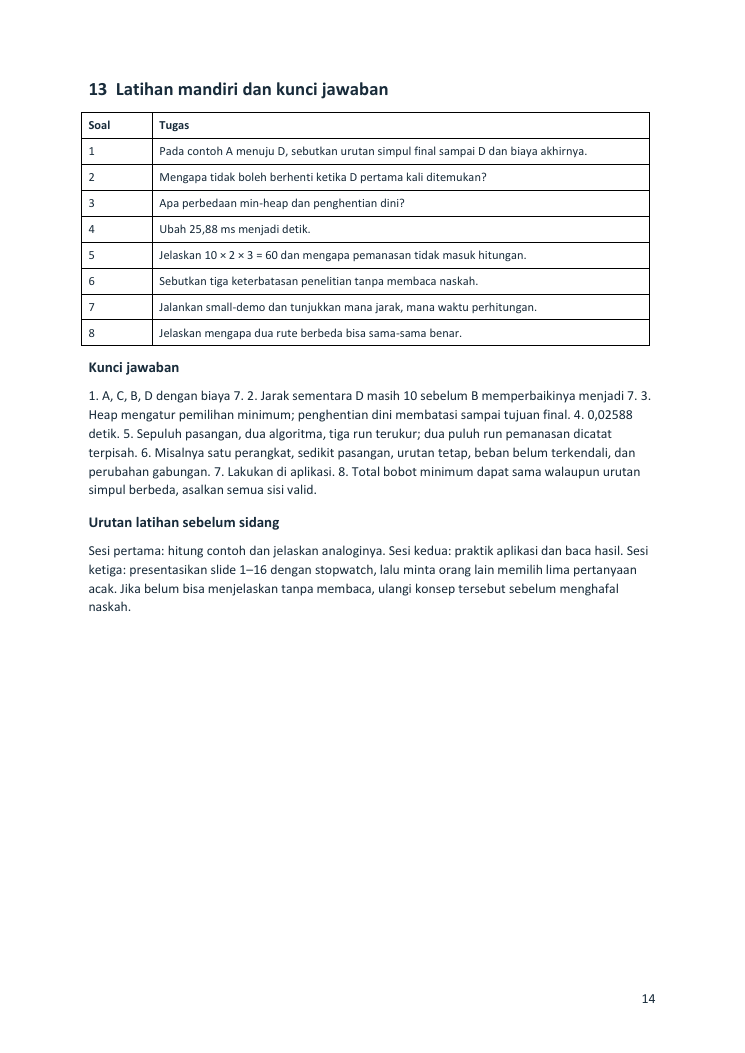 13 Latihan mandiri dan kunci jawaban
Soal Tugas
1 Pada contoh A menuju D, sebutkan urutan simpul final sampai D dan biaya akhirnya.
2 Mengapa tidak boleh berhenti ketika D pertama kali ditemukan?
3 Apa perbedaan min-heap dan penghentian dini?
4 Ubah 25,88 ms menjadi detik.
5 Jelaskan 10 × 2 × 3 = 60 dan mengapa pemanasan tidak masuk hitungan.
6 Sebutkan tiga keterbatasan penelitian tanpa membaca naskah.
7 Jalankan small-demo dan tunjukkan mana jarak, mana waktu perhitungan.
8 Jelaskan mengapa dua rute berbeda bisa sama-sama benar.
Kunci jawaban
1. A, C, B, D dengan biaya 7. 2. Jarak sementara D masih 10 sebelum B memperbaikinya menjadi 7. 3.
Heap mengatur pemilihan minimum; penghentian dini membatasi sampai tujuan final. 4. 0,02588
detik. 5. Sepuluh pasangan, dua algoritma, tiga run terukur; dua puluh run pemanasan dicatat
terpisah. 6. Misalnya satu perangkat, sedikit pasangan, urutan tetap, beban belum terkendali, dan
perubahan gabungan. 7. Lakukan di aplikasi. 8. Total bobot minimum dapat sama walaupun urutan
simpul berbeda, asalkan semua sisi valid.
Urutan latihan sebelum sidang
Sesi pertama: hitung contoh dan jelaskan analoginya. Sesi kedua: praktik aplikasi dan baca hasil. Sesi
ketiga: presentasikan slide 1–16 dengan stopwatch, lalu minta orang lain memilih lima pertanyaan
acak. Jika belum bisa menjelaskan tanpa membaca, ulangi konsep tersebut sebelum menghafal
naskah.
14